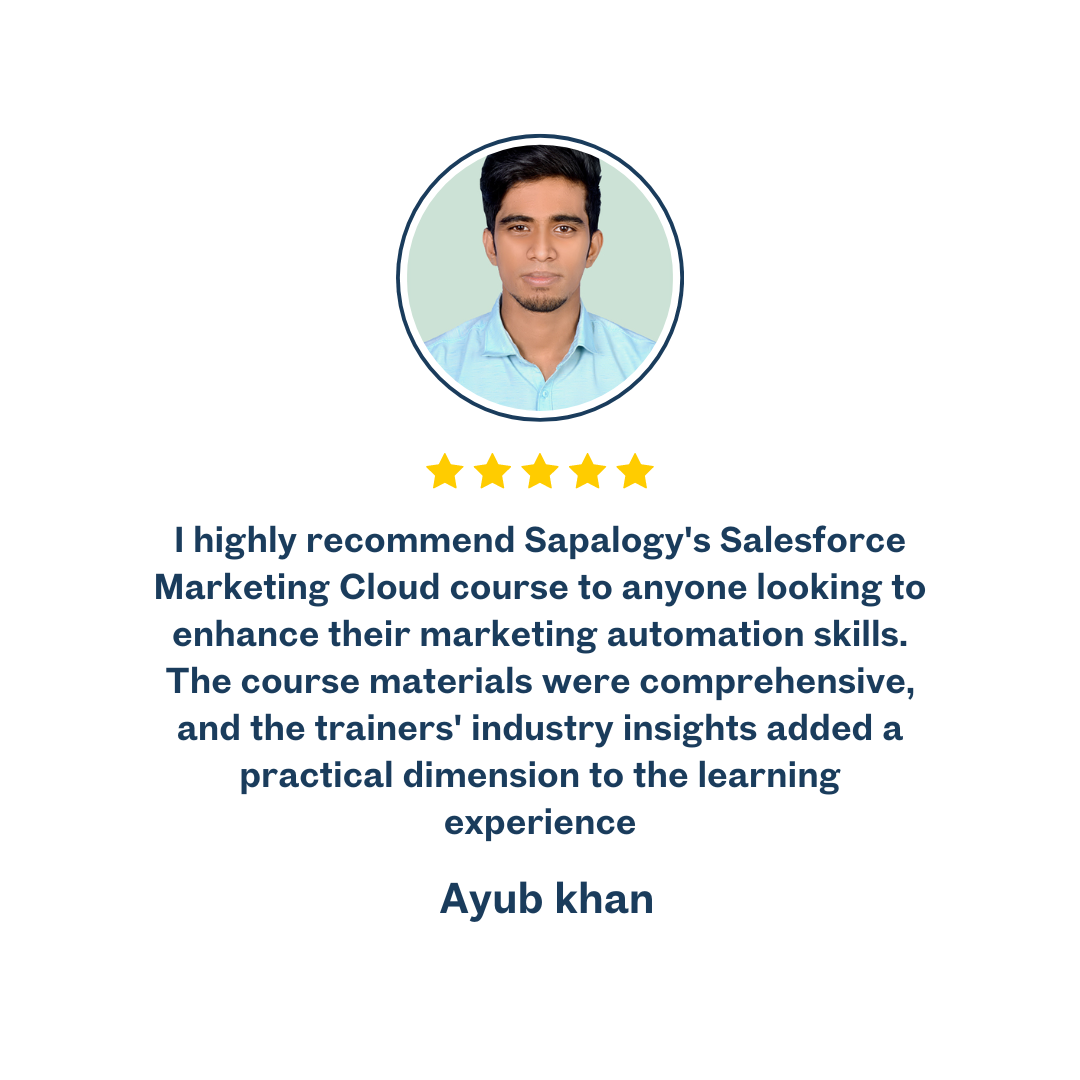 I highly recommend Sapalogy's Salesforce
Marketing Cloud course to anyone looking to
enhance their marketing automation skills.
The course materials were comprehensive,
and the trainers' industry insights added a
practical dimension to the learning
experience
Ayub khan